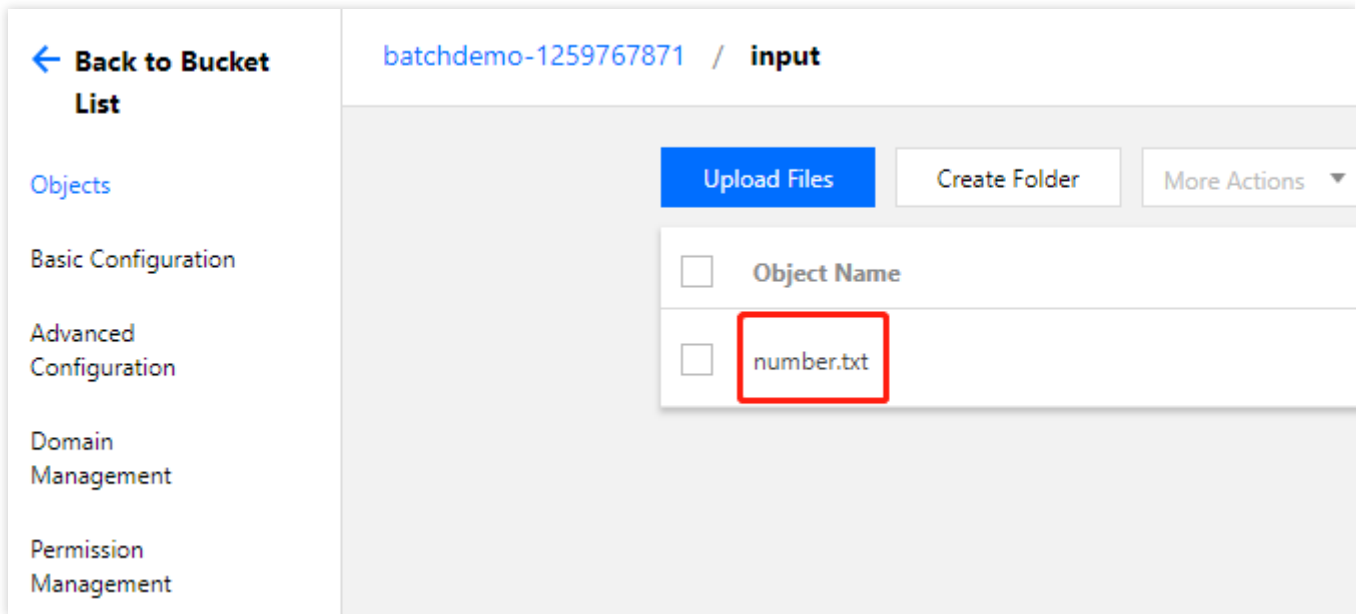 Back to Bucket
List
Objects
Basic Configuration
Advanced
Configuration
Domain
Management
Permission
Management
batchdemo-1259767871 / input
Upload Files Create Folder More Actions
Object Name
number.txt